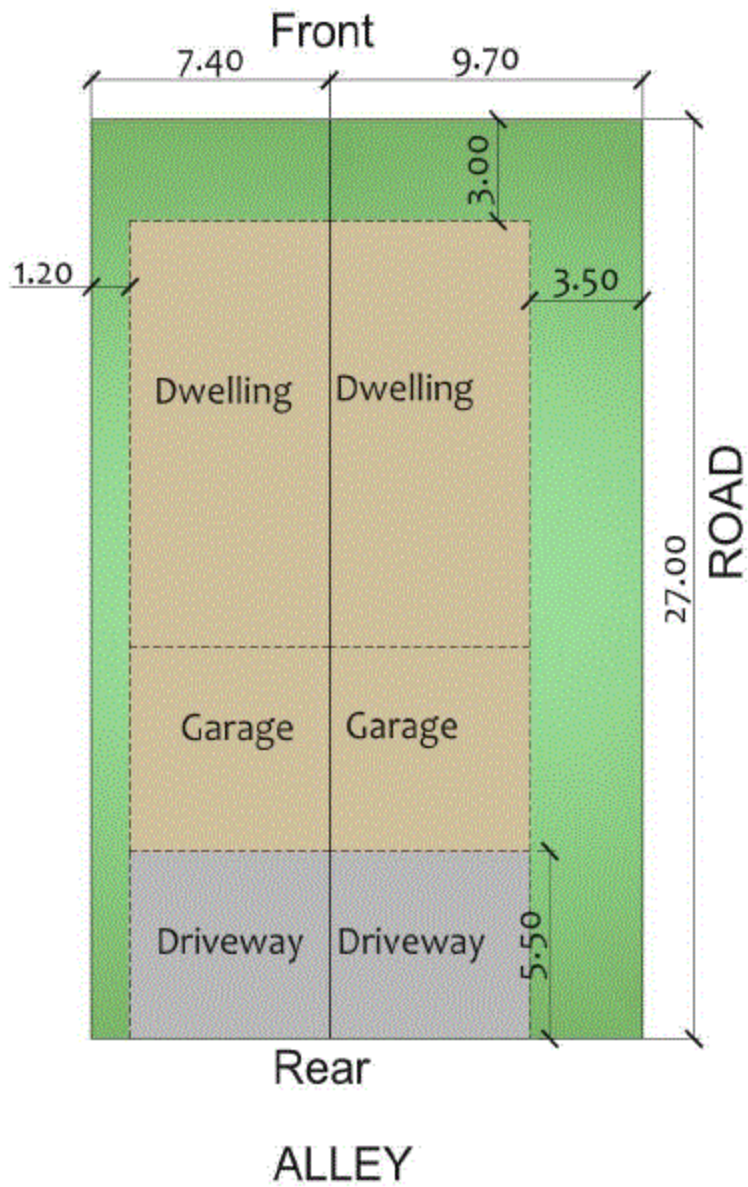 Front
7.40
9.70
3.00
1.20
3.50
Dwelling
Dwelling
ROAD
27.00
Garage
Garage
Driveway
Driveway
5.50
Rear
ALLEY